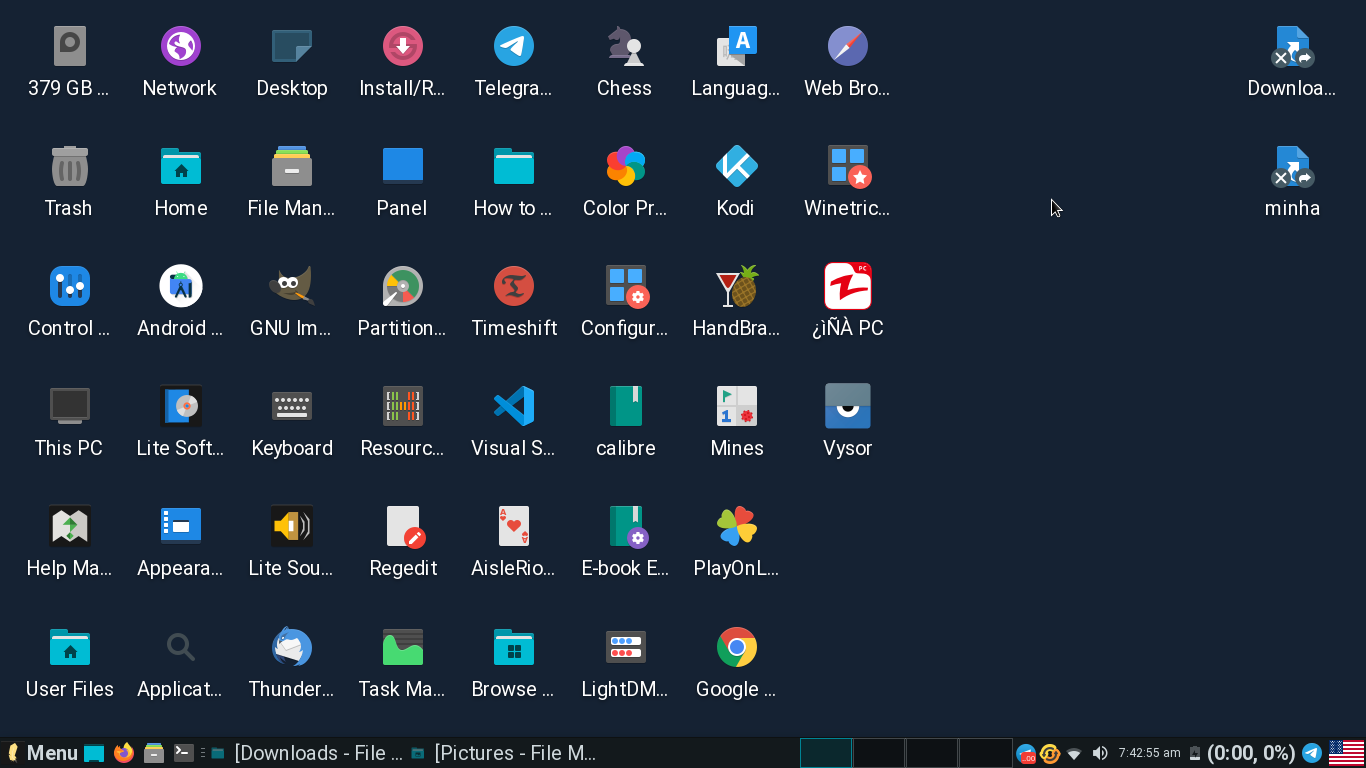 379 GB ...
Network
Desktop
Install/R...
Telegra...
Chess
Languag...
Web Bro...
Downloa...
Trash
Home
File Man...
Panel
How to ...
Color Pr...
Kodi
Winetric...
minha
Control ...
Android ...
GNU Im...
Partition...
Timeshift
Configur...
HandBra...
¿ìÑÀ PC
This PC
Lite Soft...
Keyboard
Resourc...
Visual S...
calibre
Mines
Vysor
Help Ma...
Appeara...
Lite Sou...
Regedit
AisleRio...
E-book E...
PlayOnL...
User Files
Applicat...
Thunder...
Task Ma...
Browse ...
LightDM...
Google ...
Menu
[Downloads - File ...
[Pictures - File M...
7:42:55 am
(0:00, 0%)